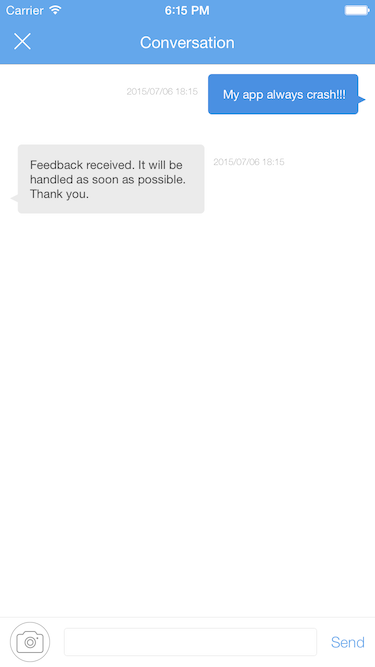 Carrier 6:15 PM
Conversation
2015/07/06 18:15
My app always crash!!!
Feedback received. It will be
handled as soon as possible.
Thank you.
2015/07/06 18:15
Send